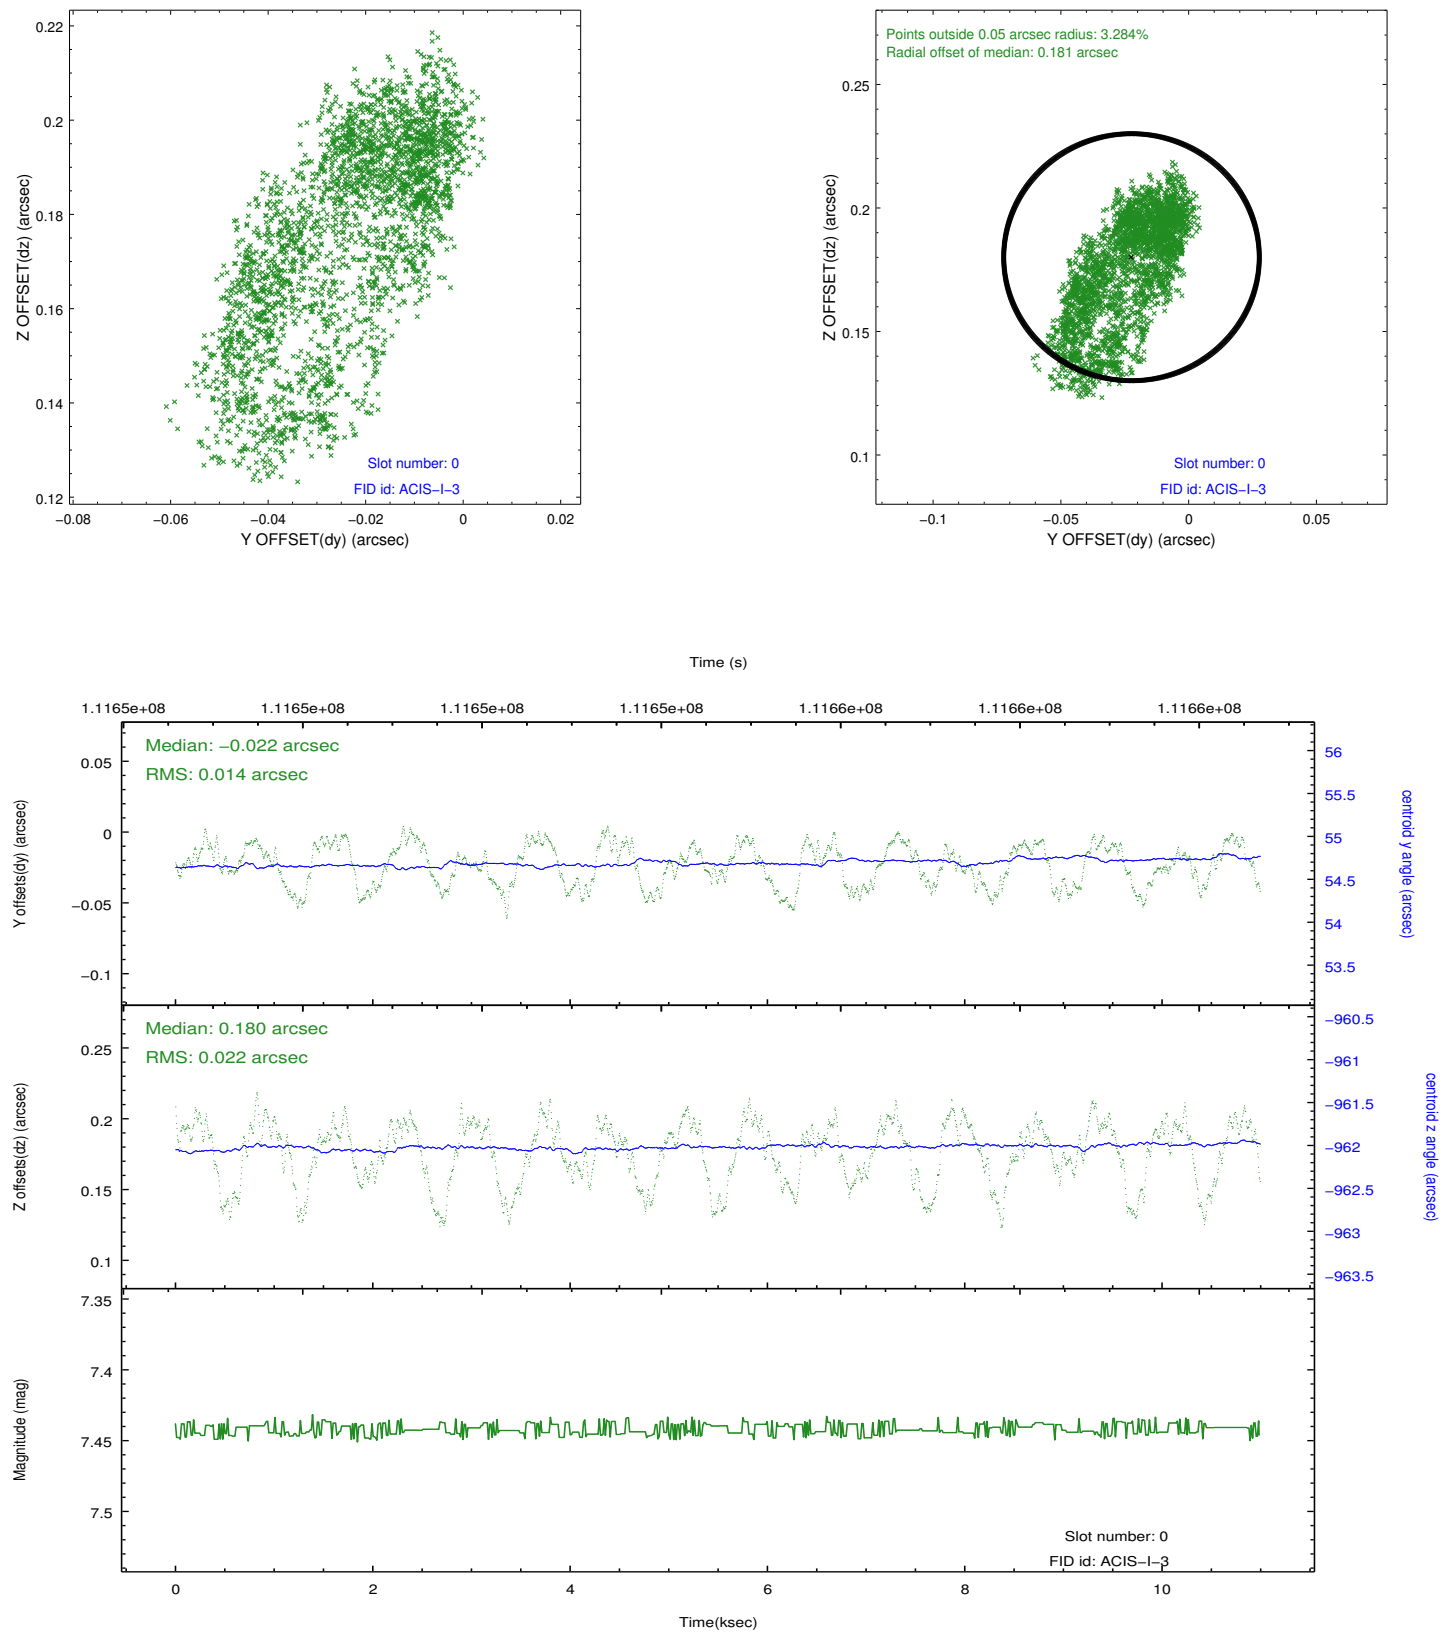 0.22
0.2
0.18
0.16
0.14
0.12
−0.08
−0.06
−0.04
−0.02
0
0.02
Z OFFSET(dz) (arcsec)
Y OFFSET(dy) (arcsec)
Slot number: 0
FID id: ACIS−I−3
Points outside 0.05 arcsec radius: 3.284%
Radial offset of median: 0.181 arcsec
0.25
0.2
0.15
0.1
−0.1
−0.05
0
0.05
Z OFFSET(dz) (arcsec)
Y OFFSET(dy) (arcsec)
Slot number: 0
FID id: ACIS−I−3
Time (s)
1.1165e+08
1.1165e+08
1.1165e+08
1.1165e+08
1.1166e+08
1.1166e+08
1.1166e+08
Median: −0.022 arcsec
RMS: 0.014 arcsec
0.05
0
−0.05
−0.1
Y offsets(dy) (arcsec)
56
55.5
55
54.5
54
53.5
centroid y angle (arcsec)
Median: 0.180 arcsec
RMS: 0.022 arcsec
0.25
0.2
0.15
0.1
Z offsets(dz) (arcsec)
−960.5
−961
−961.5
−962
−962.5
−963
−963.5
centroid z angle (arcsec)
7.35
7.4
7.45
7.5
Magnitude (mag)
Slot number: 0
FID id: ACIS−I−3
0
2
4
6
8
10
Time(ksec)